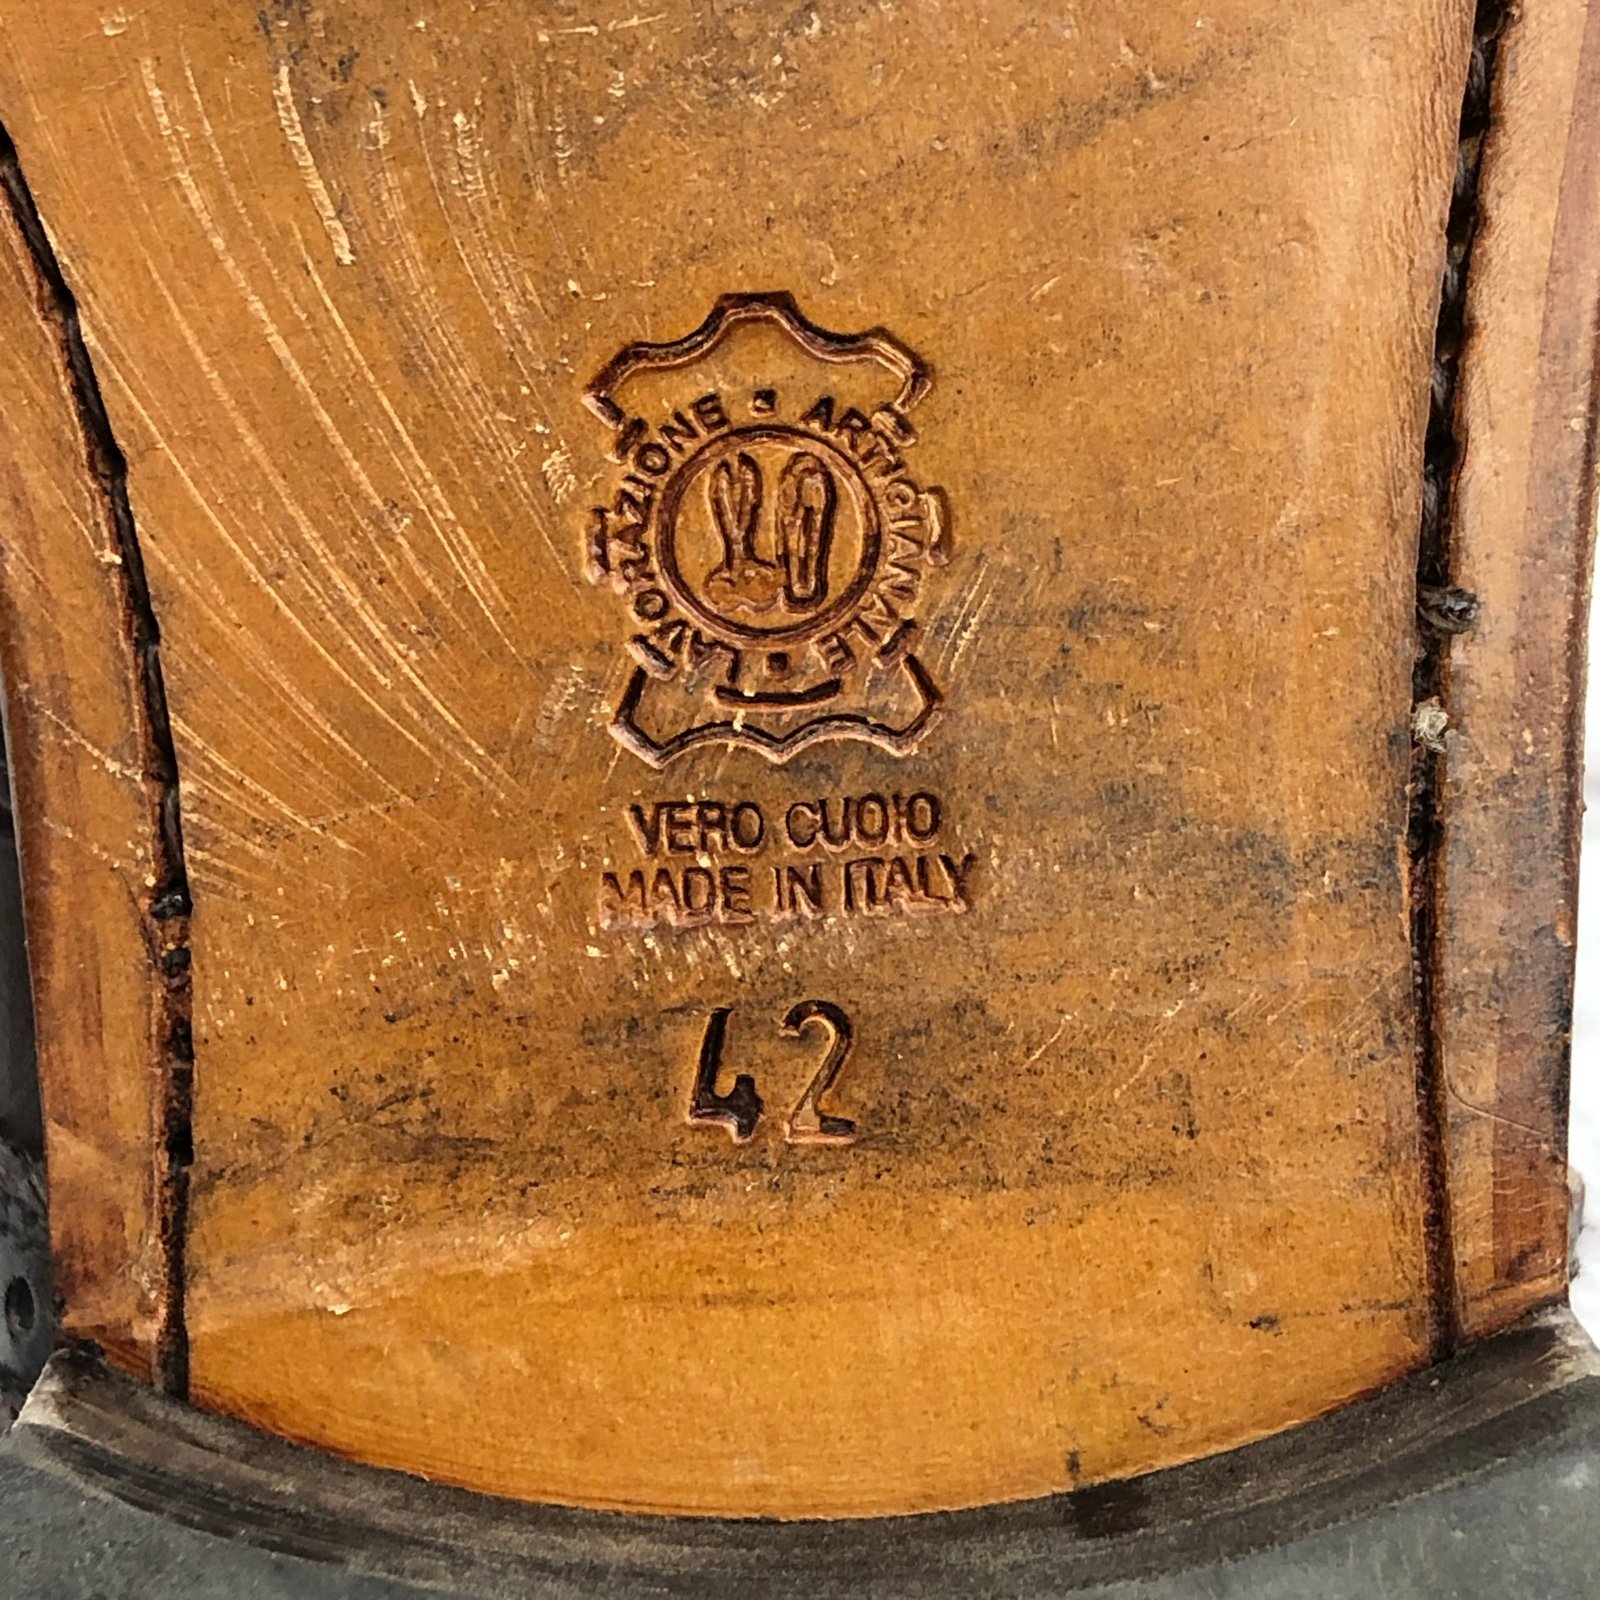 LAVORAZIONE ARTIGIANALE
VERO CUOIO
MADE IN ITALY
42